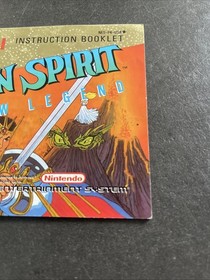 INSTRUCTION BOOKLET
N SPIRIT
W LEGEND
Nintendo
ENTERTAINMENT SYSTEM